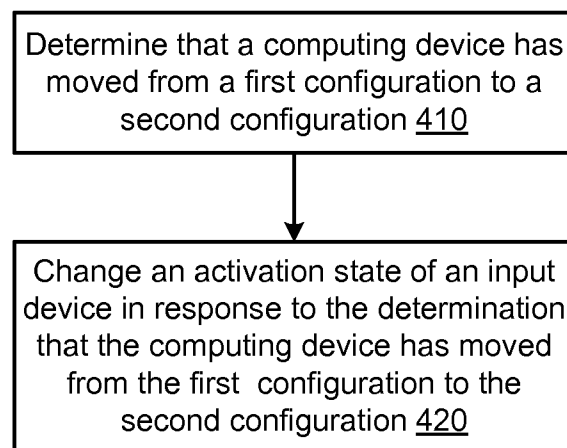 Determine that a computing device has
moved from a first configuration to a
second configuration 410
Change an activation state of an input
device in response to the determination
that the computing device has moved
from the first configuration to the
second configuration 420